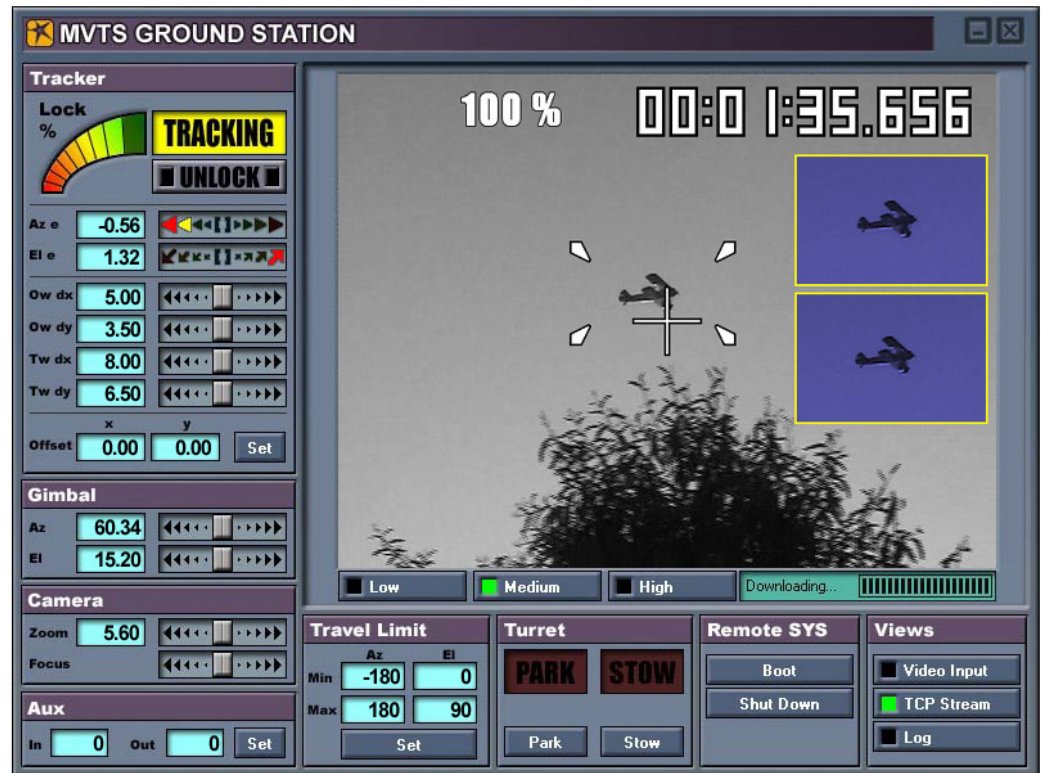 MVTS GROUND STATION
Tracker
Lock
%
TRACKING
UNLOCK
Az e -0.56
El e 1.32
Ow dx 5.00
Ow dy 3.50
Tw dx 8.00
Tw dy 6.50
x y
Offset 0.00 0.00 Set
Gimbal
Az 60.34
El 15.20
Camera
Zoom 5.60
Focus
Aux
In 0 Out 0 Set
100 % 00:01:35.656
Low Medium High Downloading...
Travel Limit
Az El
Min -180 0
Max 180 90
Set
Turret
PARK STOW
Park Stow
Remote SYS
Boot
Shut Down
Views
Video Input
TCP Stream
Log